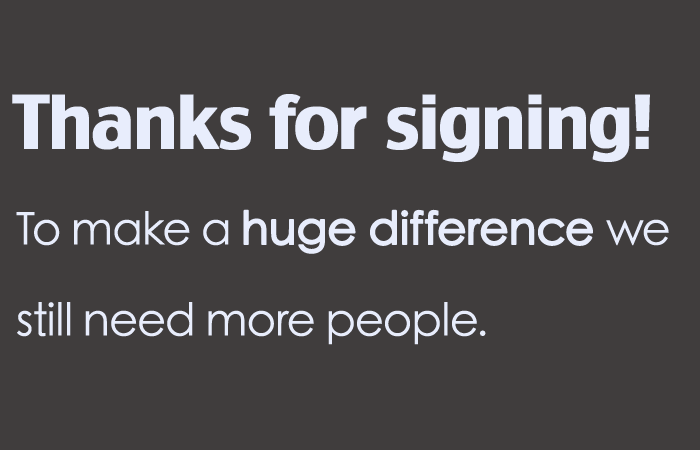 Thanks for signing!
To make a huge difference we
still need more people.